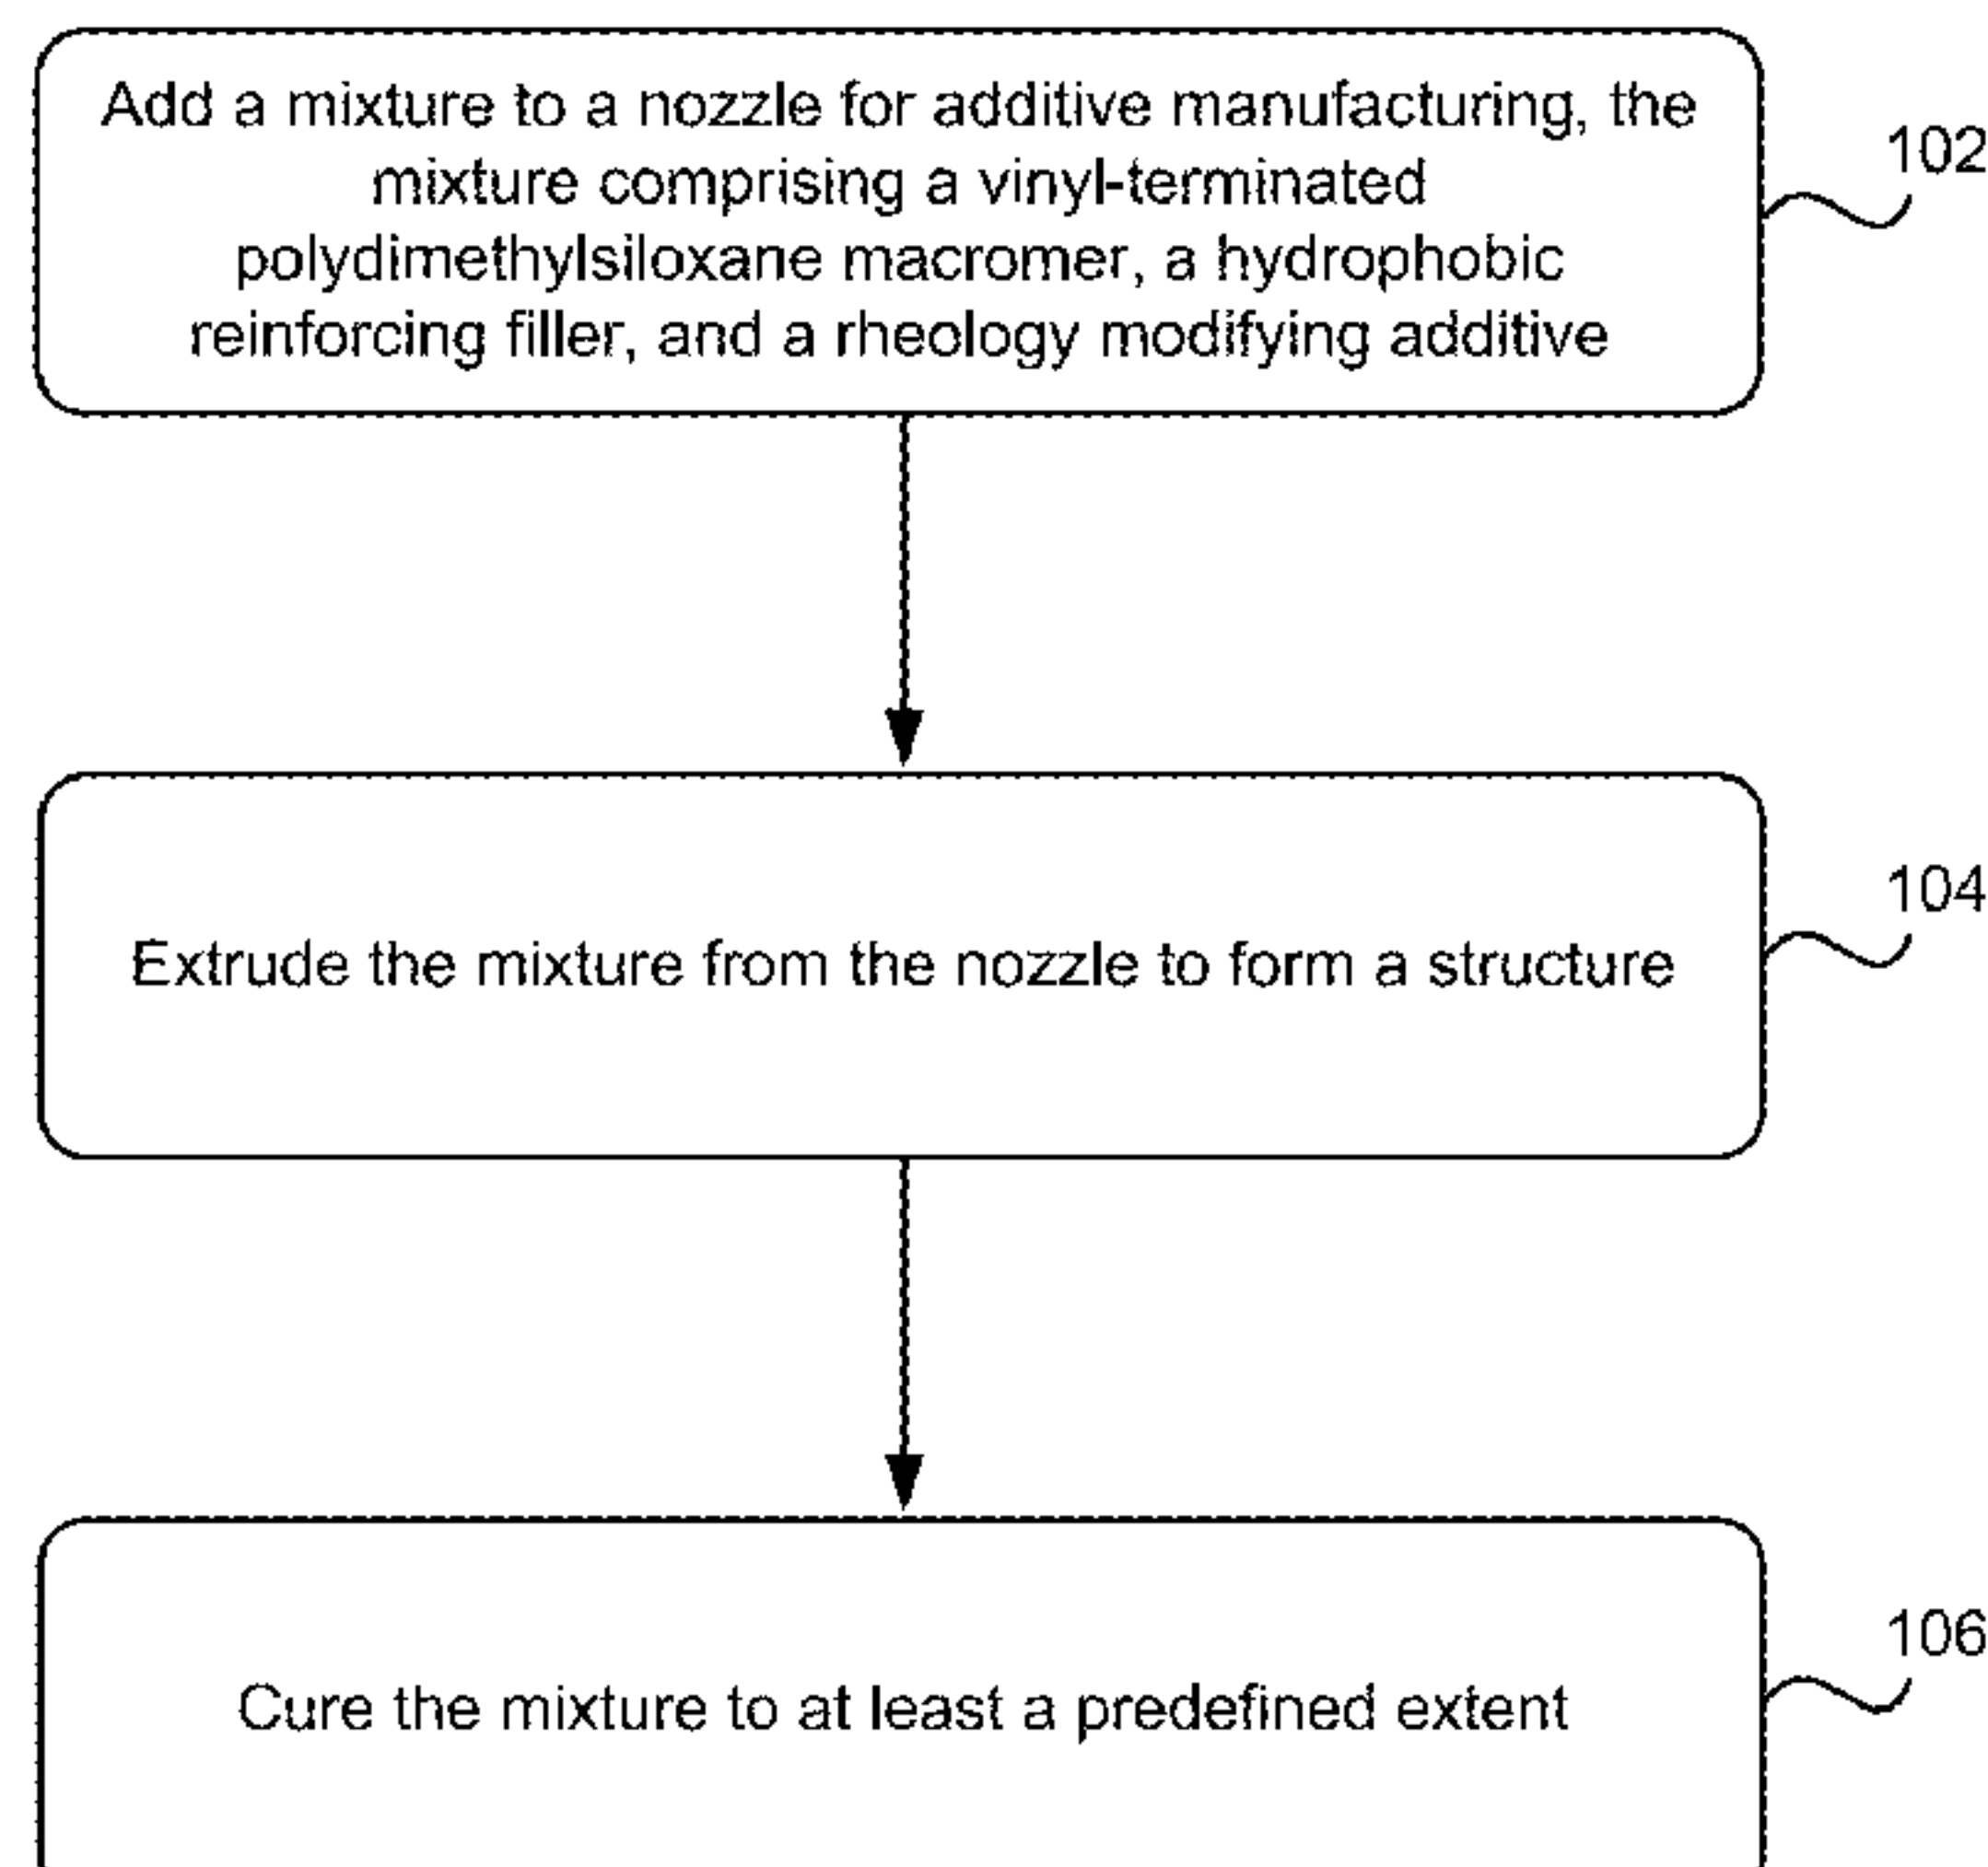 Add a mixture to a nozzle for additive manufacturing, the
mixture comprising a vinyl-terminated
polydimethylsiloxane macromer, a hydrophobic
reinforcing filler, and a rheology modifying additive
102
Extrude the mixture from the nozzle to form a structure
104
Cure the mixture to at least a predefined extent
106